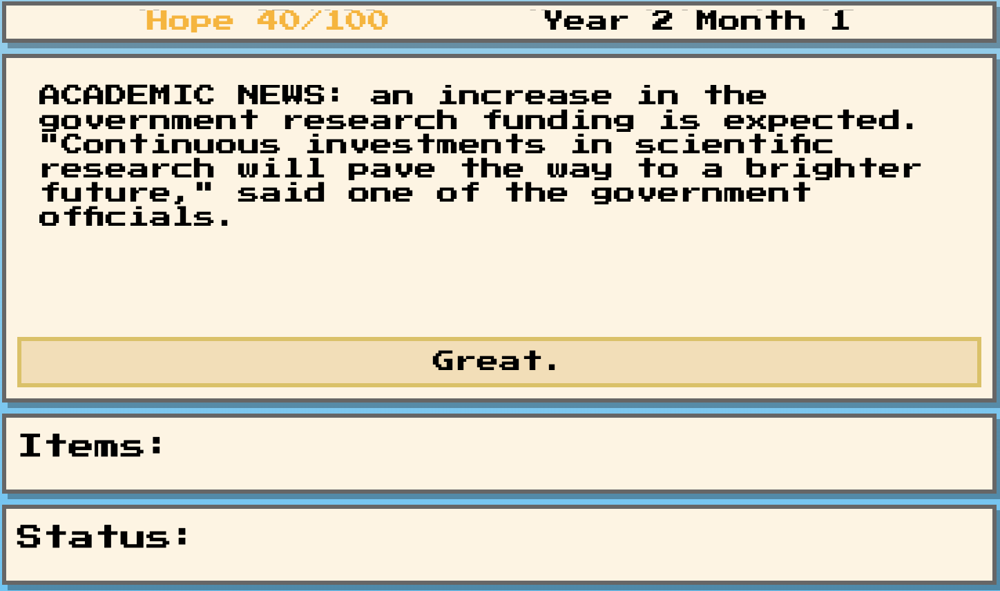 Hope 40/100 Year 2 Month 1
ACADEMIC NEWS: an increase in the
government research funding is expected.
"Continuous investments in scientific
research will pave the way to a brighter
future," said one of the government
officials.
Great.
Items:
Status: